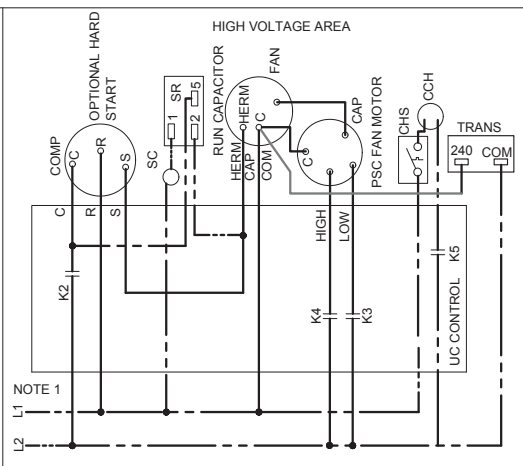 HIGH VOLTAGE AREA
OPTIONAL HARD
START
COMP
C
R
S
SC
SR
1
5
2
RUN CAPACITOR
HERM
C
FAN
HERM
CAP
COM
C
CAP
PSC FAN MOTOR
CHS
CCH
TRANS
240
COM
C
R
S
HIGH
LOW
K2
K4
K3
K5
UC CONTROL
NOTE 1
L1
L2